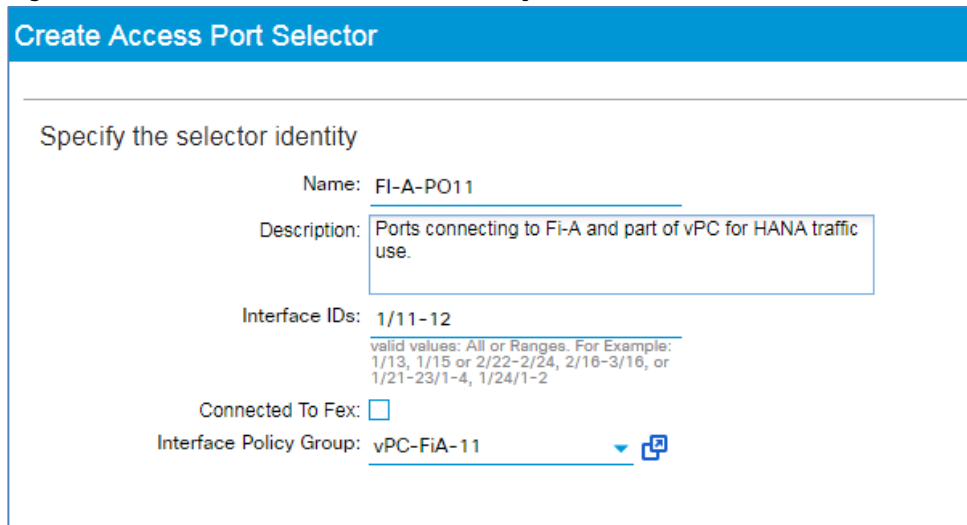 Create Access Port Selector
Specify the selector identity
Name: FI-A-PO11
Description: Ports connecting to Fi-A and part of vPC for HANA traffic
use.
Interface IDs: 1/11-12
valid values: All or Ranges. For Example:
1/13, 1/15 or 2/22-2/24, 2/16-3/16, or
1/21-23/1-4, 1/24/1-2
Connected To Fex:
Interface Policy Group: vPC-FiA-11